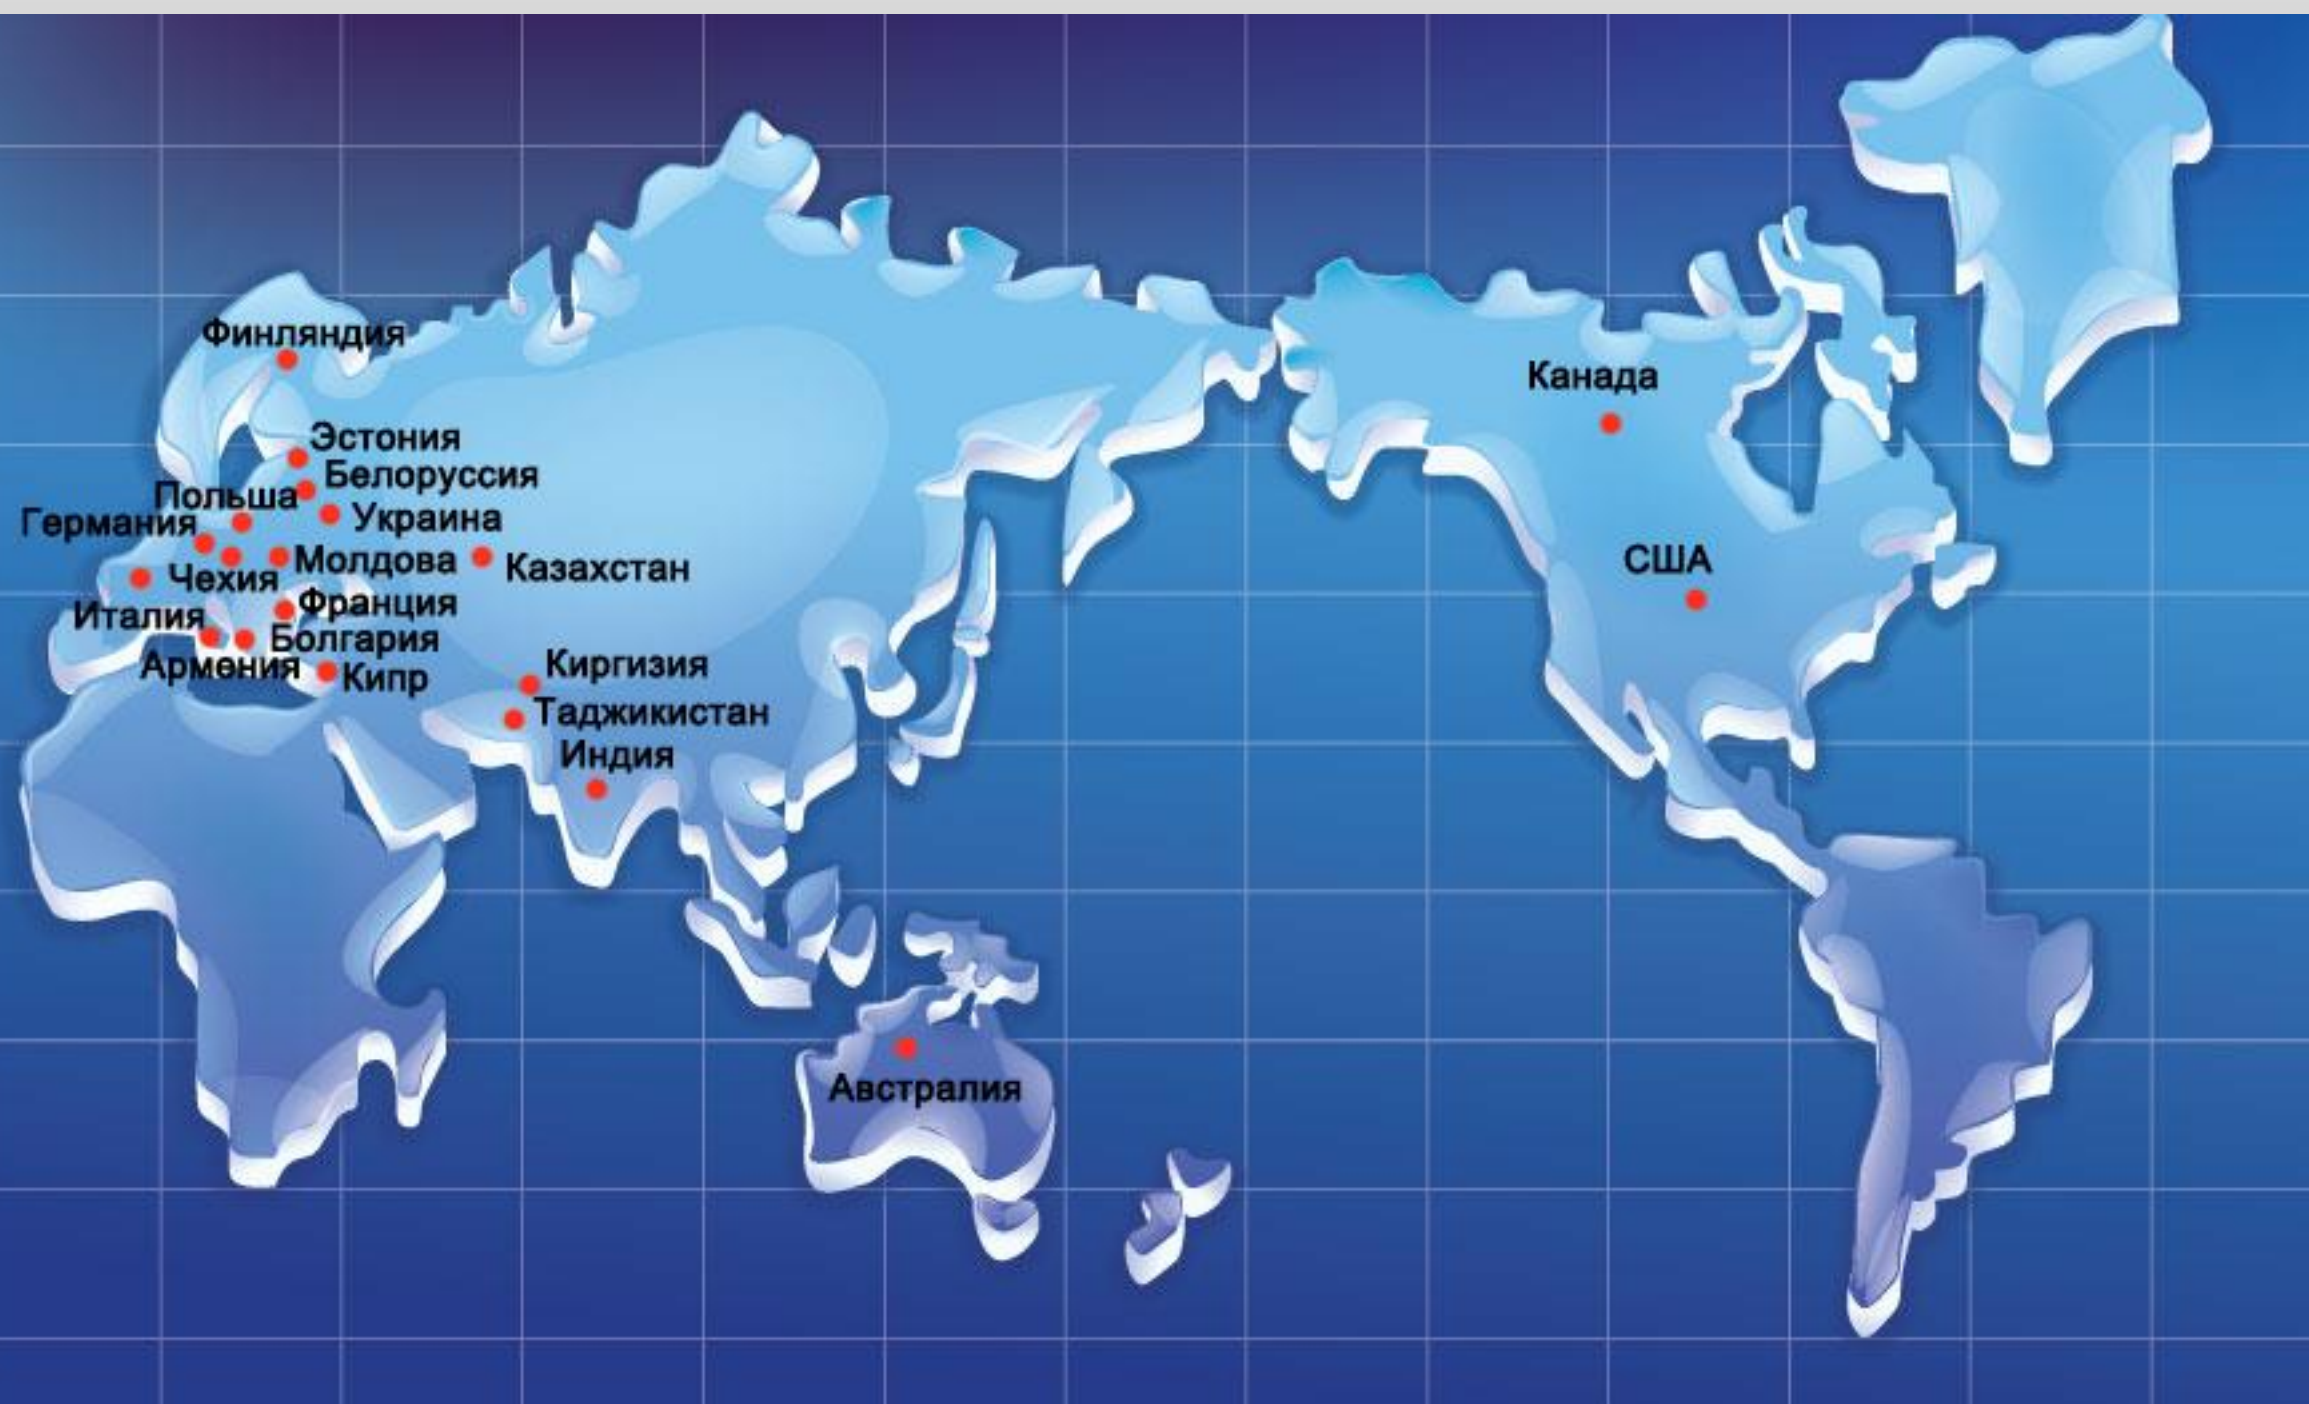 Финляндия
Канада
Эстония
Белоруссия
Польша
Украина
Германия
Молдова
Казахстан
Чехия
США
Франция
Италия
Болгария
Армения
Кипр
Киргизия
Таджикистан
Индия
Австралия